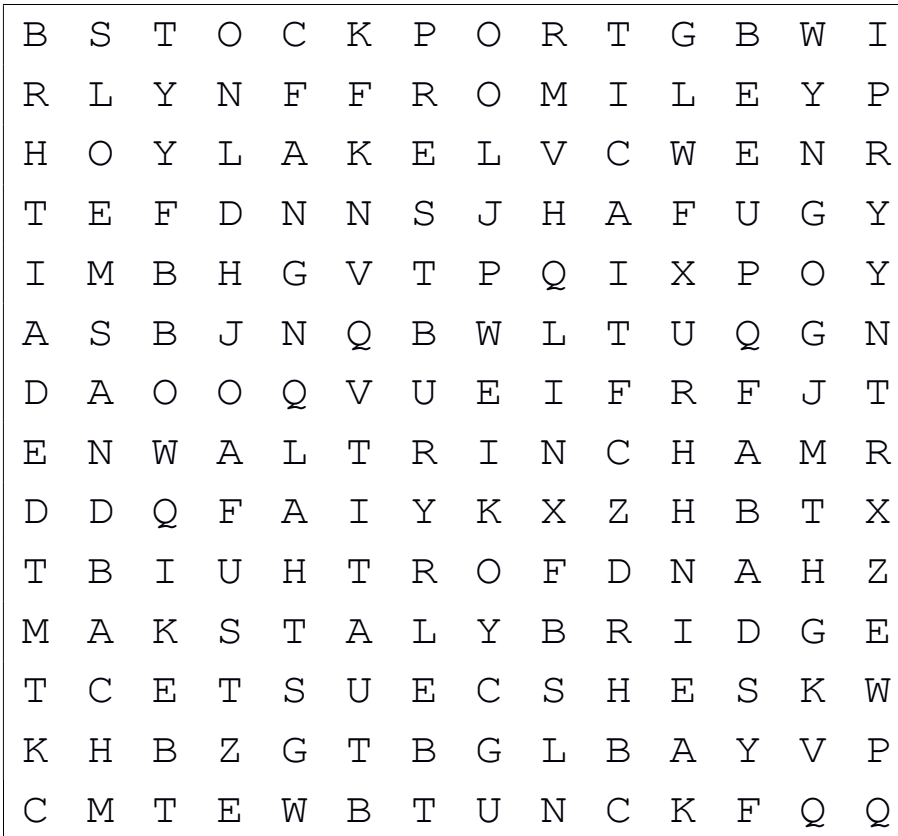 B S T O C K P O R T G B W I
R L Y N F F R O M I L E Y P
H O Y L A K E L V C W E N R
T E F D N N S J H A F U G Y
I M B H G V T P Q I X P O Y
A S B J N Q B W L T U Q G N
D A O O Q V U E I F R F J T
E N W A L T R I N C H A M R
D D Q F A I Y K X Z H B T X
T B I U H T R O F D N A H Z
M A K S T A L Y B R I D G E
T C E T S U E C S H E S K W
K H B Z G T B G L B A Y V P
C M T E W B T U N C K F Q Q